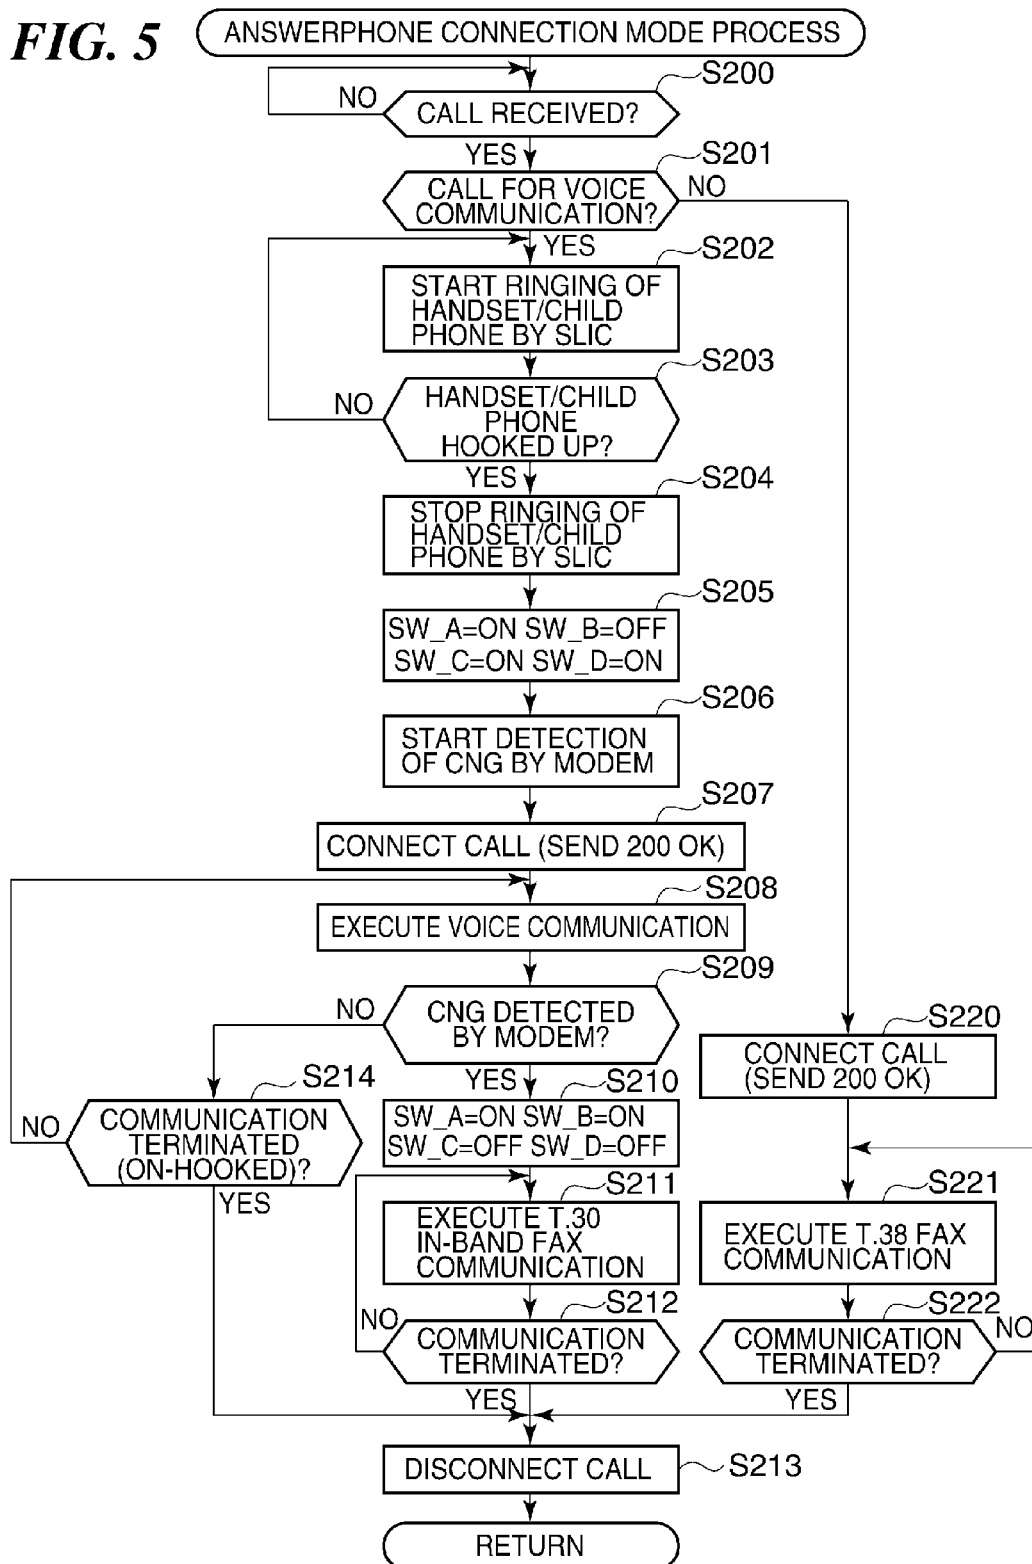 FIG. 5
ANSWERPHONE CONNECTION MODE PROCESS
S200
NO
CALL RECEIVED?
YES
S201
CALL FOR VOICE
COMMUNICATION?
NO
YES
S202
START RINGING OF
HANDSET/CHILD
PHONE BY SLIC
S203
NO
HANDSET/CHILD
PHONE
HOOKED UP?
YES
S204
STOP RINGING OF
HANDSET/CHILD
PHONE BY SLIC
S205
SW_A=ON SW_B=OFF
SW_C=ON SW_D=ON
S206
START DETECTION
OF CNG BY MODEM
S207
CONNECT CALL (SEND 200 OK)
S208
EXECUTE VOICE COMMUNICATION
S209
NO
CNG DETECTED
BY MODEM?
YES
S220
CONNECT CALL
(SEND 200 OK)
S214
NO
COMMUNICATION
TERMINATED
(ON-HOOKED)?
YES
S210
SW_A=ON SW_B=ON
SW_C=OFF SW_D=OFF
S211
EXECUTE T.30
IN-BAND FAX
COMMUNICATION
S221
EXECUTE T.38 FAX
COMMUNICATION
S212
NO
COMMUNICATION
TERMINATED?
YES
S222
COMMUNICATION
TERMINATED?
NO
YES
DISCONNECT CALL
S213
RETURN